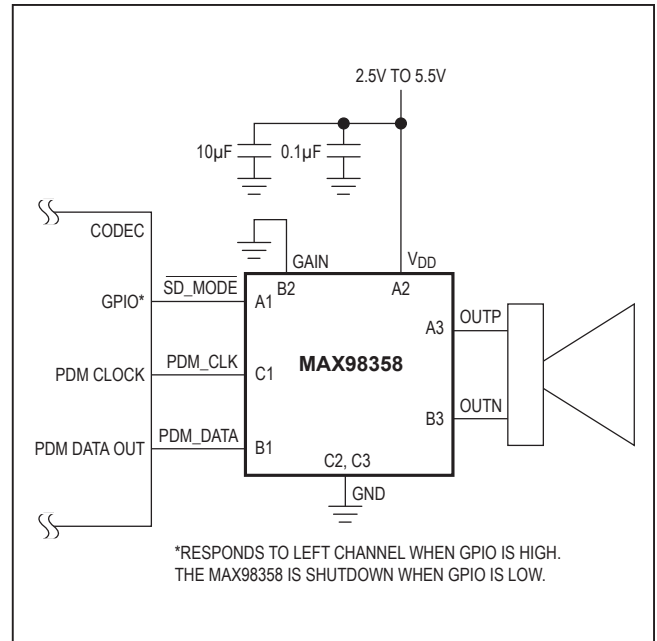 2.5V TO 5.5V
10µF
0.1µF
CODEC
GAIN
VDD
SD_MODE
B2
A2
GPIO*
A1
OUTP
A3
MAX98358
PDM CLOCK
PDM_CLK
C1
OUTN
B3
PDM DATA OUT
PDM_DATA
B1
C2, C3
GND
*RESPONDS TO LEFT CHANNEL WHEN GPIO IS HIGH.
THE MAX98358 IS SHUTDOWN WHEN GPIO IS LOW.